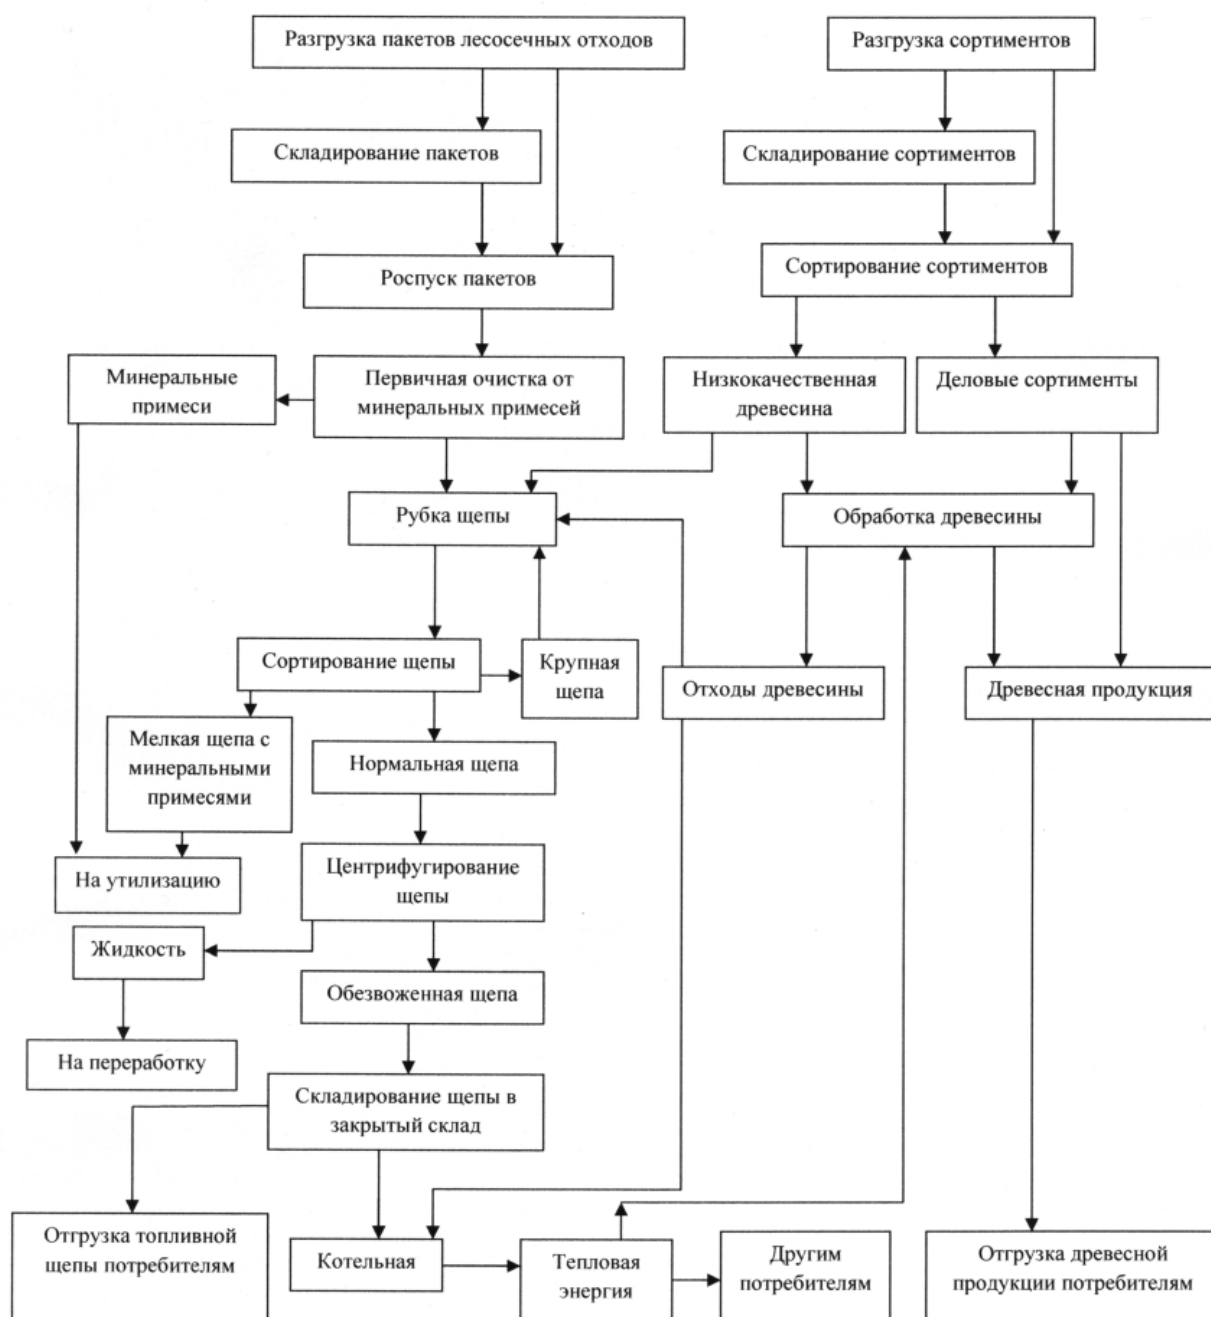 Разгрузка пакетов лесосечных отходов
Разгрузка сортиментов
Складирование пакетов
Складирование сортиментов
Роспуск пакетов
Сортирование сортиментов
Минеральные
примеси
Первичная очистка от
минеральных примесей
Низкокачественная
древесина
Деловые сортименты
Рубка щепы
Обработка древесины
Сортирование щепы
Крупная
щепа
Отходы древесины
Древесная продукция
Мелкая щепа с
минеральными
примесями
Нормальная щепа
На утилизацию
Центрифугирование
щепы
Жидкость
Обезвоженная щепа
На переработку
Складирование щепы в
закрытый склад
Отгрузка топливной
щепы потребителям
Котельная
Тепловая
энергия
Другим
потребителям
Отгрузка древесной
продукции потребителям